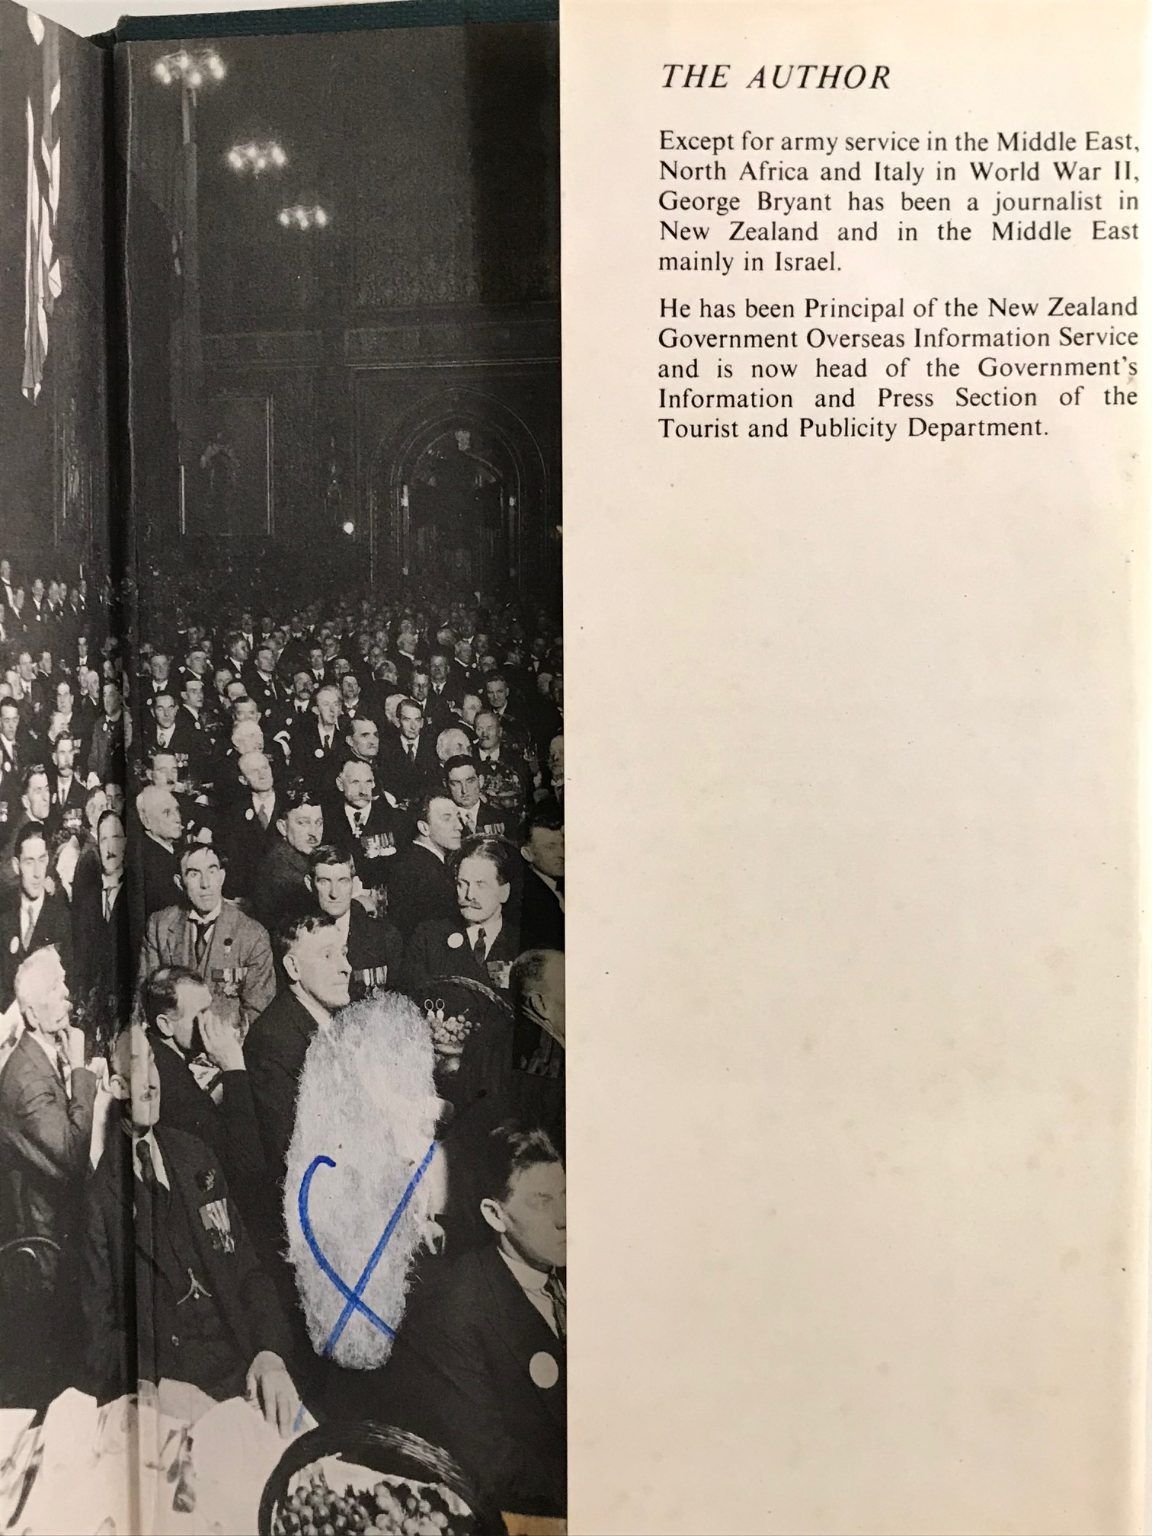 THE AUTHOR
Except for army service in the Middle East,
North Africa and Italy in World War II,
George Bryant has been a journalist in
New Zealand and in the Middle East
mainly in Israel.
He has been Principal of the New Zealand
Government Overseas Information Service
and is now head of the Government's
Information and Press Section of the
Tourist and Publicity Department.